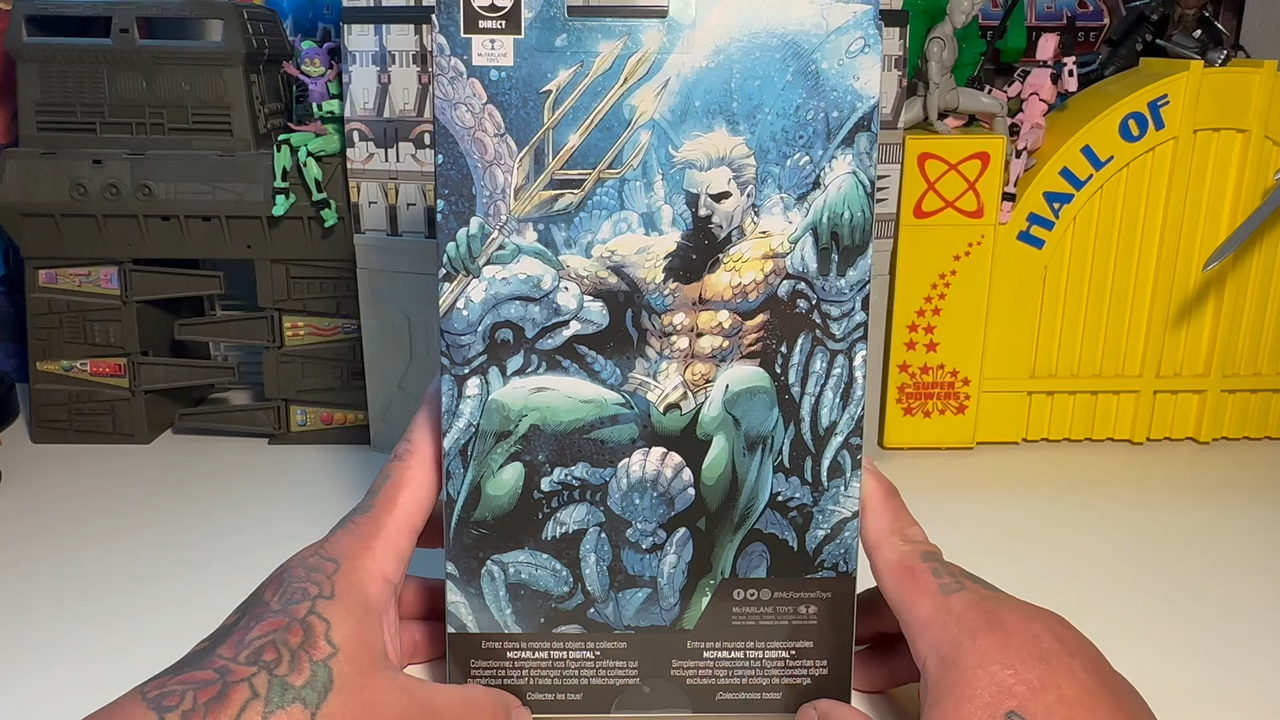 DIRECT
McFARLANE
TOYS
HALL OF
SUPER
POWERS
#McFarlaneToys
McFARLANE TOYS™
Entrez dans le monde des objets de collection
McFARLANE TOYS DIGITAL™.
Collectionnez simplement vos figurines préférées qui
incluent ce logo et échangez votre objet de collection
numérique exclusif à l'aide du code de téléchargement.
Collectez les tous!
Entra en el mundo de los coleccionables
McFARLANE TOYS DIGITAL™.
Simplemente colecciona tus figuras favoritas que
incluyen este logo y canjea tu coleccionable digital
exclusivo usando el código de descarga.
¡Colecciónalos todos!